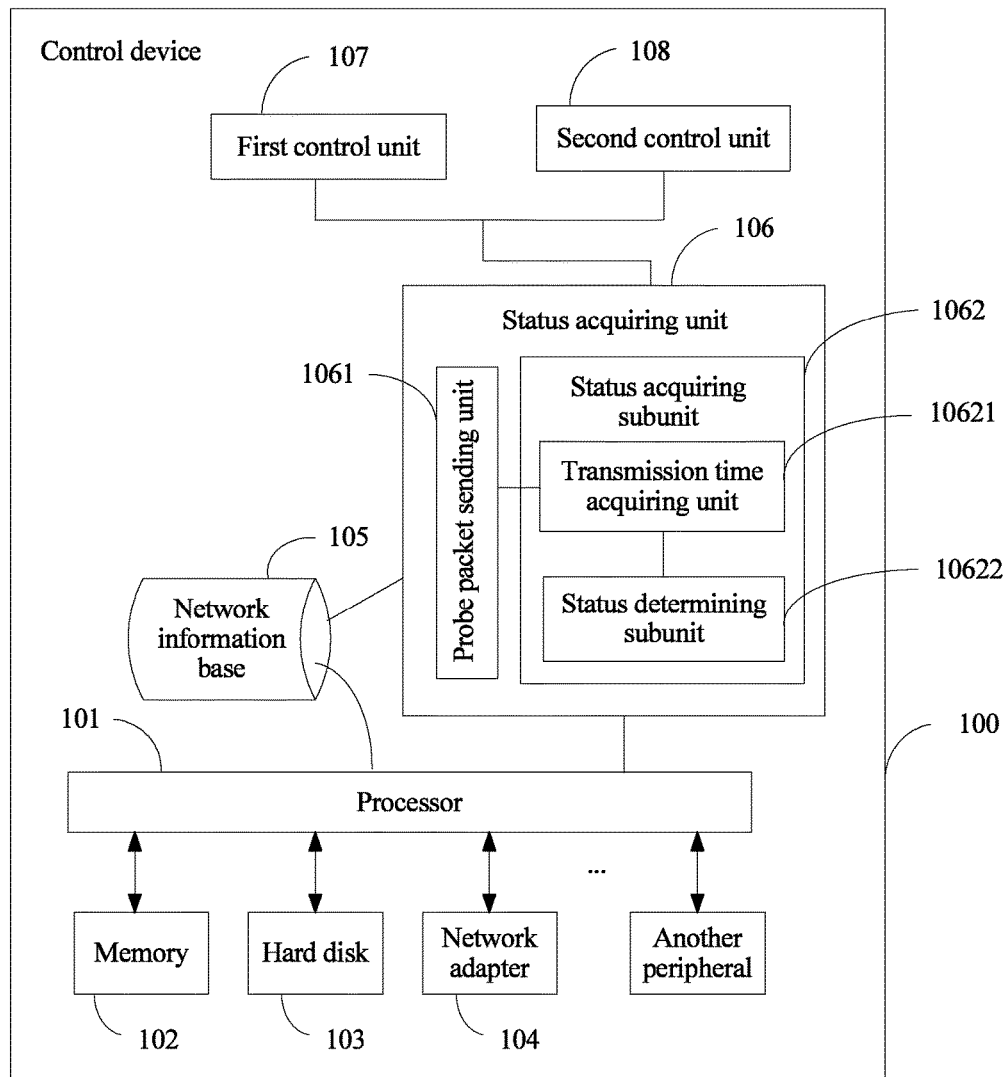 Control device
107
108
First control unit
Second control unit
106
Status acquiring unit
1062
1061
Probe packet sending unit
Status acquiring
subunit
10621
Transmission time
acquiring unit
105
10622
Network
information
base
Status determining
subunit
101
100
Processor
...
Memory
Hard disk
Network
adapter
Another
peripheral
102
103
104